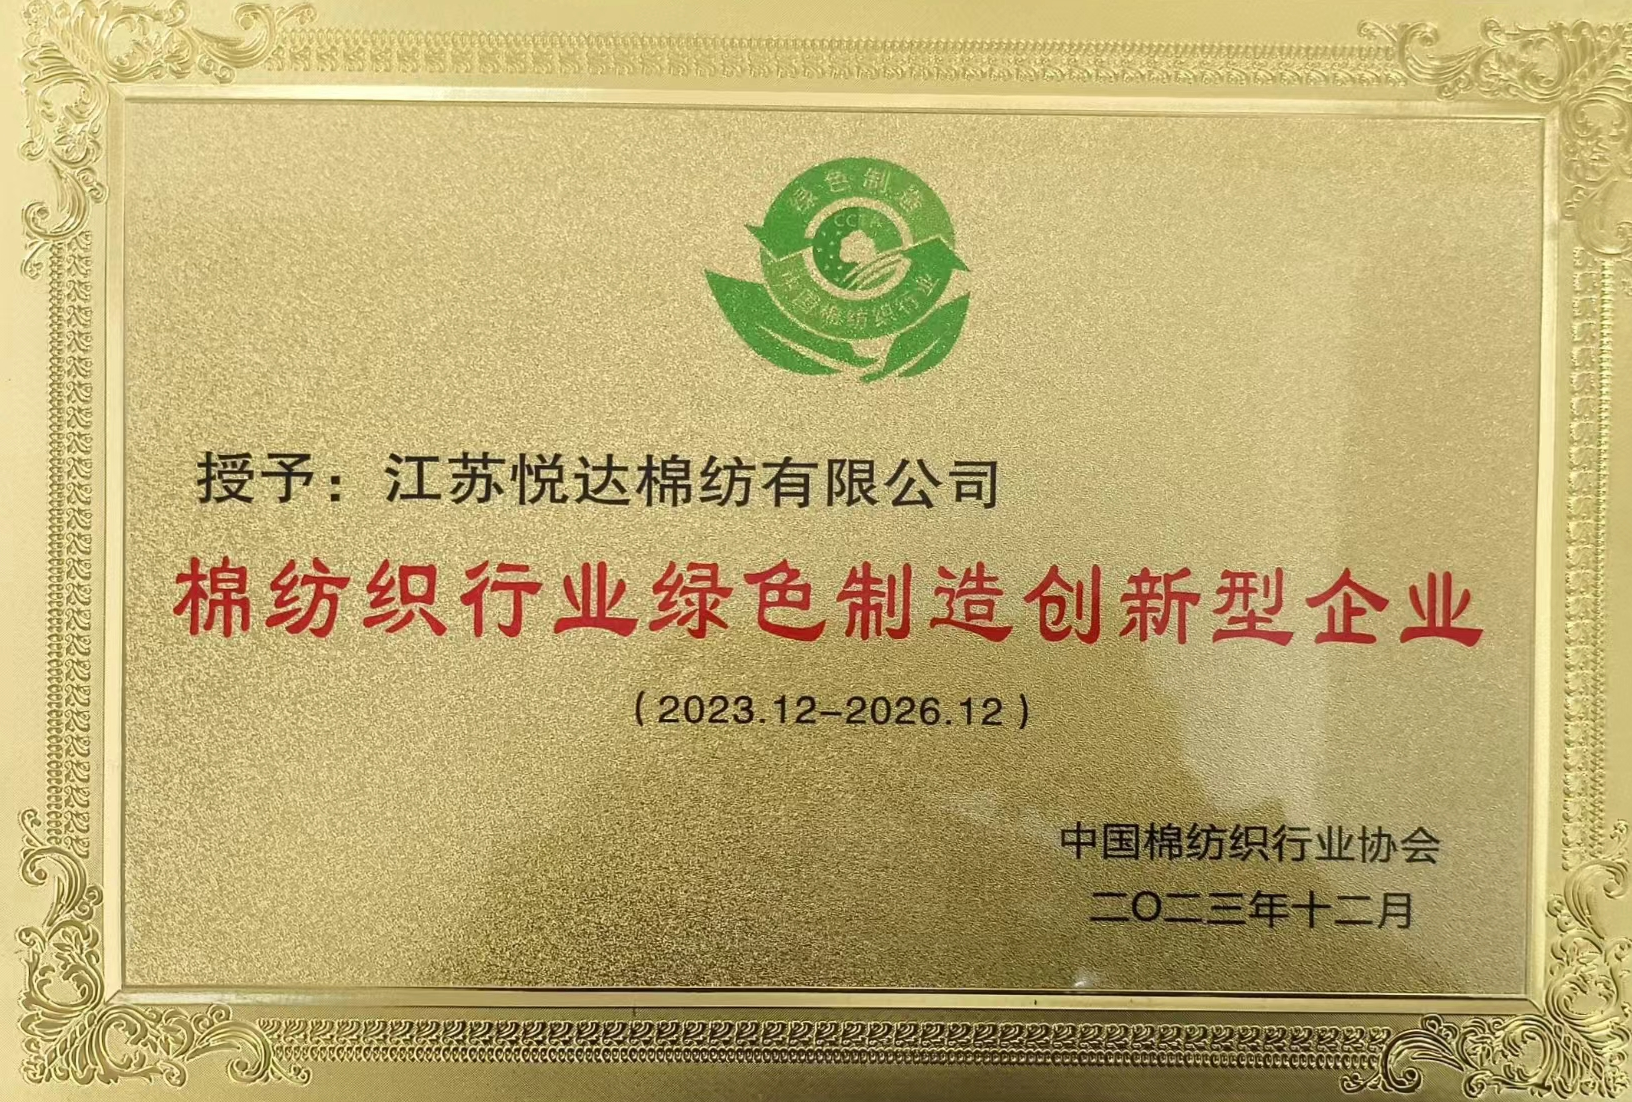 绿色制造
CCTA
中国棉纺织行业
授予：江苏悦达棉纺有限公司
棉纺织行业绿色制造创新型企业
（2023.12-2026.12）
中国棉纺织行业协会
二〇二三年十二月